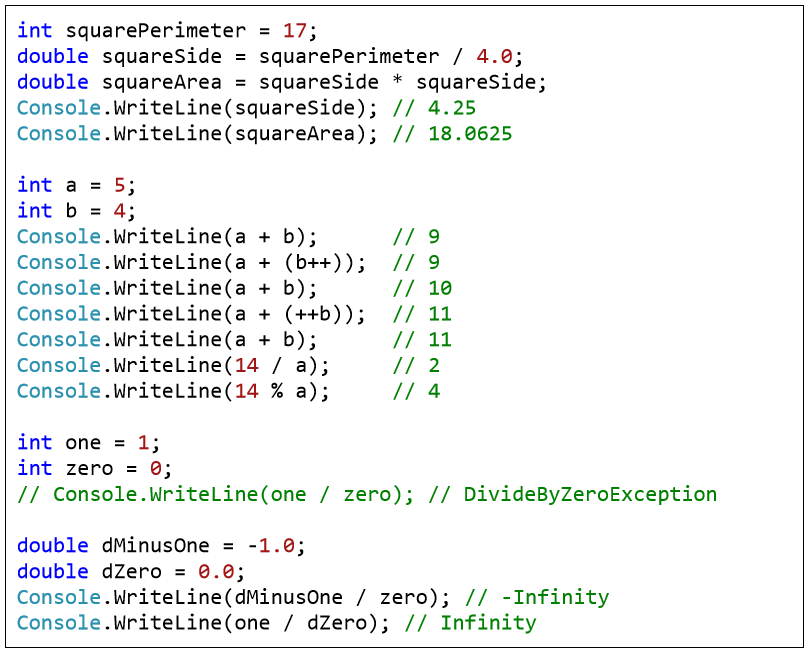 int squarePerimeter = 17;
double squareSide = squarePerimeter / 4.0;
double squareArea = squareSide * squareSide;
Console.WriteLine(squareSide); // 4.25
Console.WriteLine(squareArea); // 18.0625

int a = 5;
int b = 4;
Console.WriteLine(a + b);      // 9
Console.WriteLine(a + (b++));  // 9
Console.WriteLine(a + b);      // 10
Console.WriteLine(a + (++b));  // 11
Console.WriteLine(a + b);      // 11
Console.WriteLine(14 / a);     // 2
Console.WriteLine(14 % a);     // 4

int one = 1;
int zero = 0;
// Console.WriteLine(one / zero); // DivideByZeroException

double dMinusOne = -1.0;
double dZero = 0.0;
Console.WriteLine(dMinusOne / zero); // -Infinity
Console.WriteLine(one / dZero); // Infinity